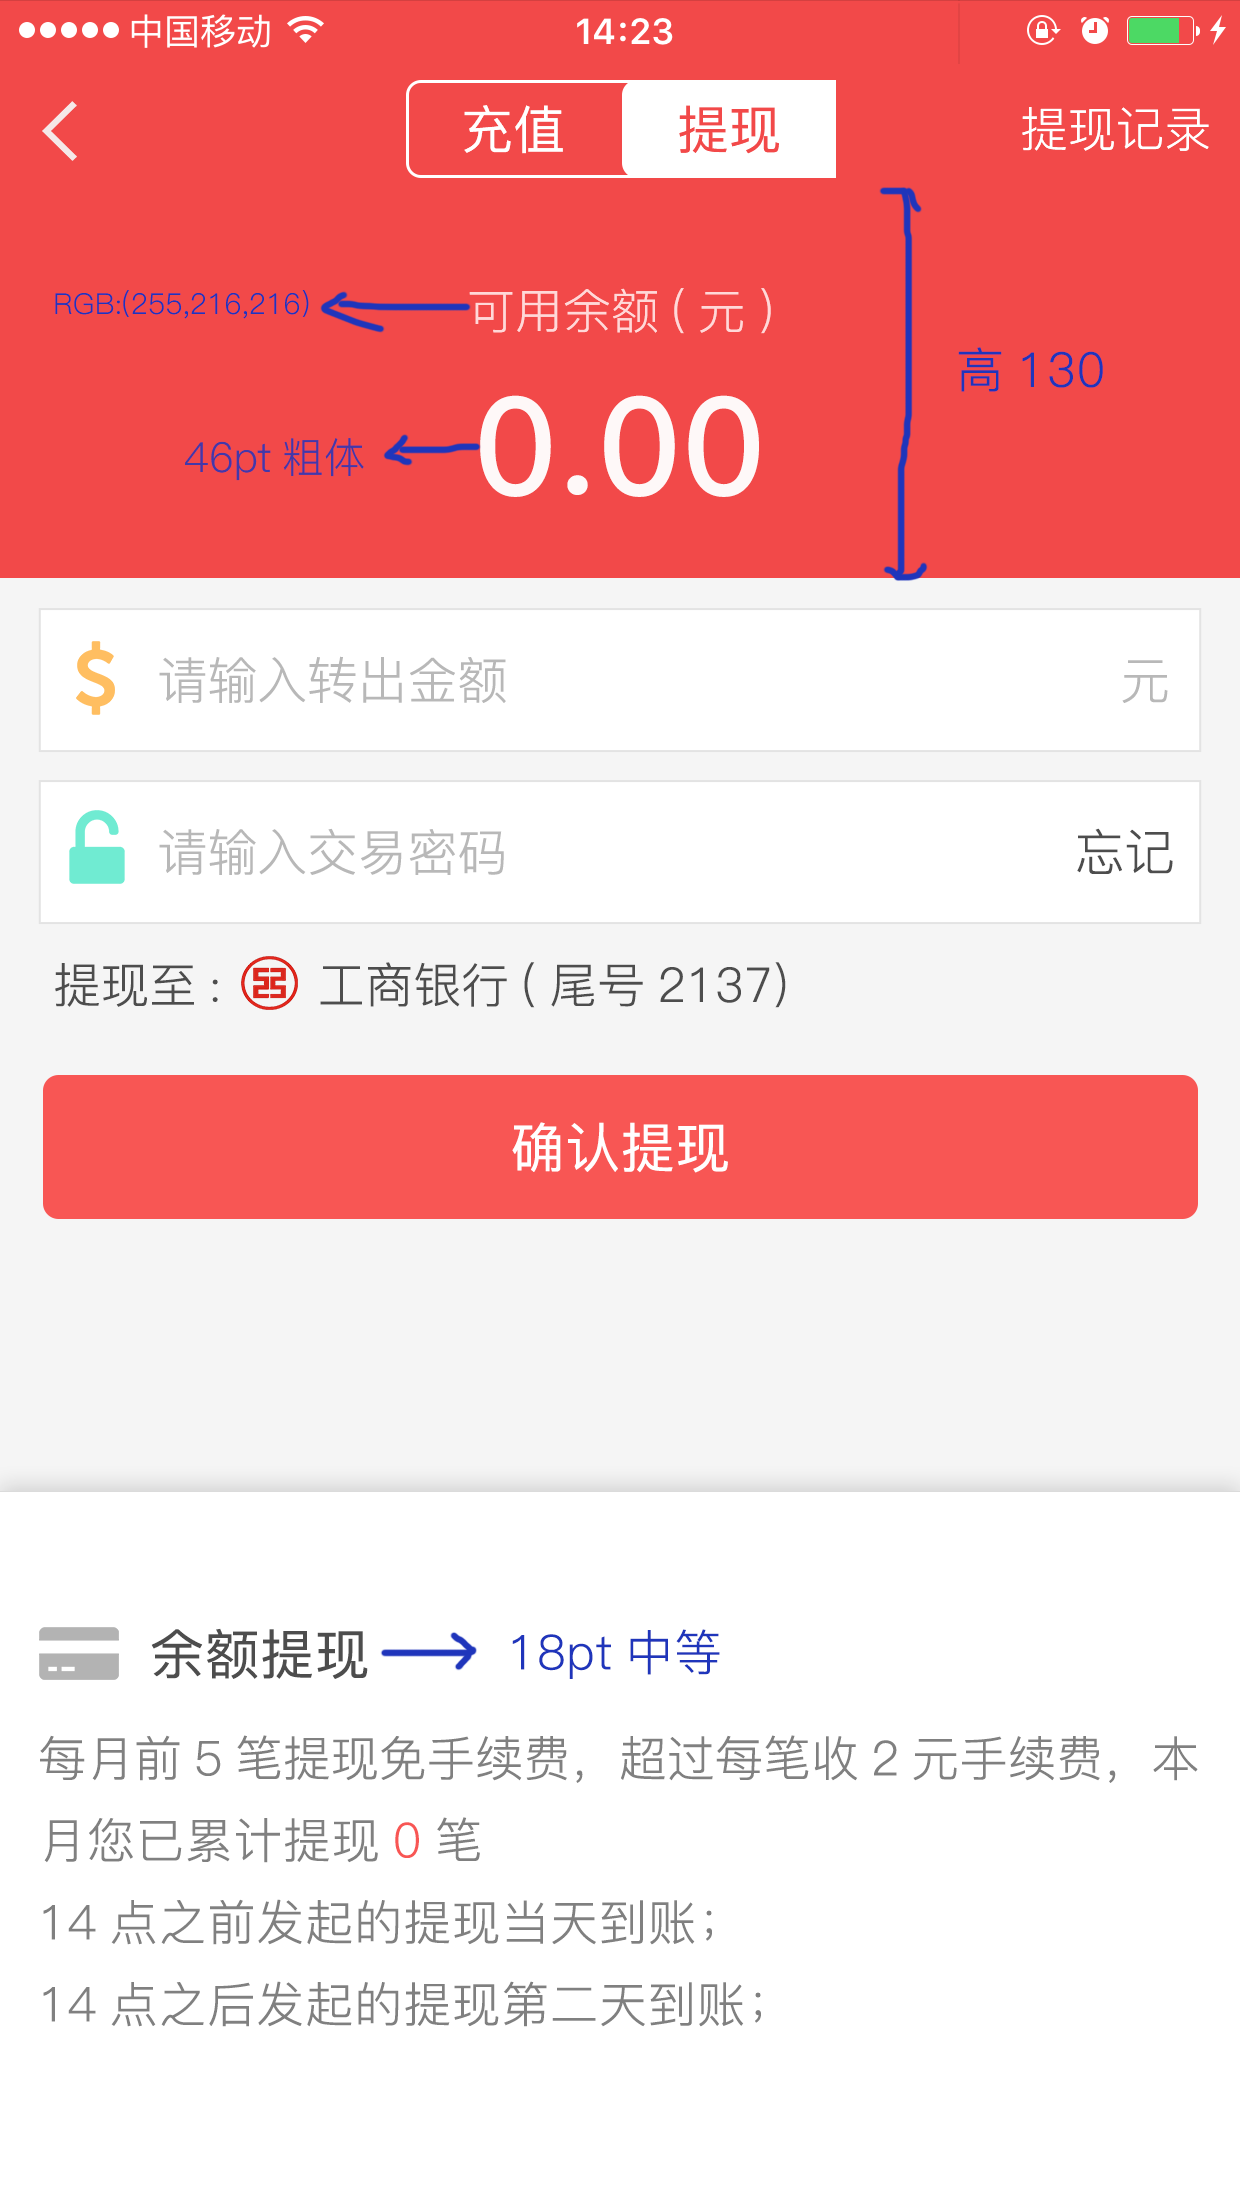 中国移动 14:23
充值 提现 提现记录
RGB:(255,216,216) 可用余额(元)
高 130
46pt 粗体 0.00
请输入转出金额 元
请输入交易密码 忘记
提现至: 工商银行(尾号 2137)
确认提现
余额提现 18pt 中等
每月前 5 笔提现免手续费，超过每笔收 2 元手续费，本
月您已累计提现 0 笔
14 点之前发起的提现当天到账；
14 点之后发起的提现第二天到账；